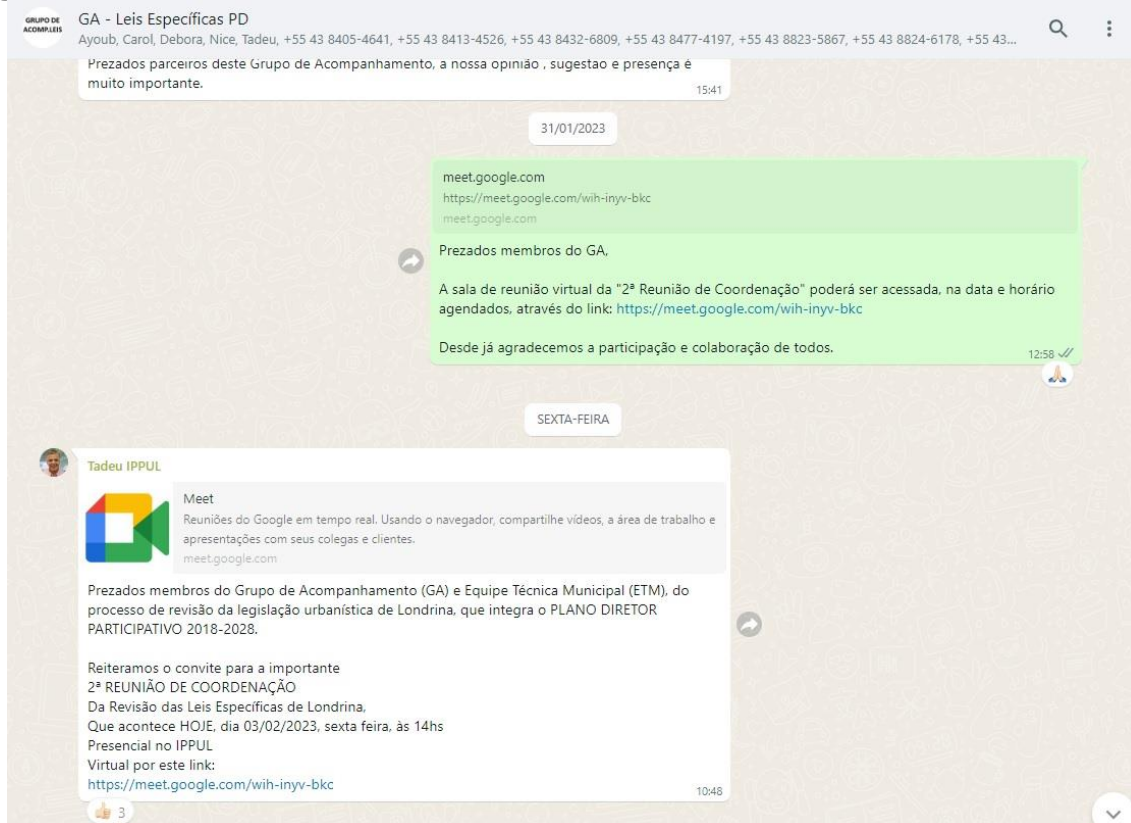 GRUPO DE
ACOMP.LEIS
GA - Leis Específicas PD
Ayoub, Carol, Debora, Nice, Tadeu, +55 43 8405-4641, +55 43 8413-4526, +55 43 8432-6809, +55 43 8477-4197, +55 43 8823-5867, +55 43 8824-6178, +55 43...
Prezados parceiros deste Grupo de Acompanhamento, a nossa opinião , sugestao e presença é
muito importante.
15:41
31/01/2023
meet.google.com
https://meet.google.com/wih-inyv-bkc
meet.google.com
Prezados membros do GA,
A sala de reunião virtual da "2ª Reunião de Coordenação" poderá ser acessada, na data e horário
agendados, através do link: https://meet.google.com/wih-inyv-bkc
Desde já agradecemos a participação e colaboração de todos.
12:58
SEXTA-FEIRA
Tadeu IPPUL
Meet
Reuniões do Google em tempo real. Usando o navegador, compartilhe vídeos, a área de trabalho e
apresentações com seus colegas e clientes.
meet.google.com
Prezados membros do Grupo de Acompanhamento (GA) e Equipe Técnica Municipal (ETM), do
processo de revisão da legislação urbanística de Londrina, que integra o PLANO DIRETOR
PARTICIPATIVO 2018-2028.
Reiteramos o convite para a importante
2ª REUNIÃO DE COORDENAÇÃO
Da Revisão das Leis Específicas de Londrina,
Que acontece HOJE, dia 03/02/2023, sexta feira, às 14hs
Presencial no IPPUL
Virtual por este link:
https://meet.google.com/wih-inyv-bkc
10:48
3